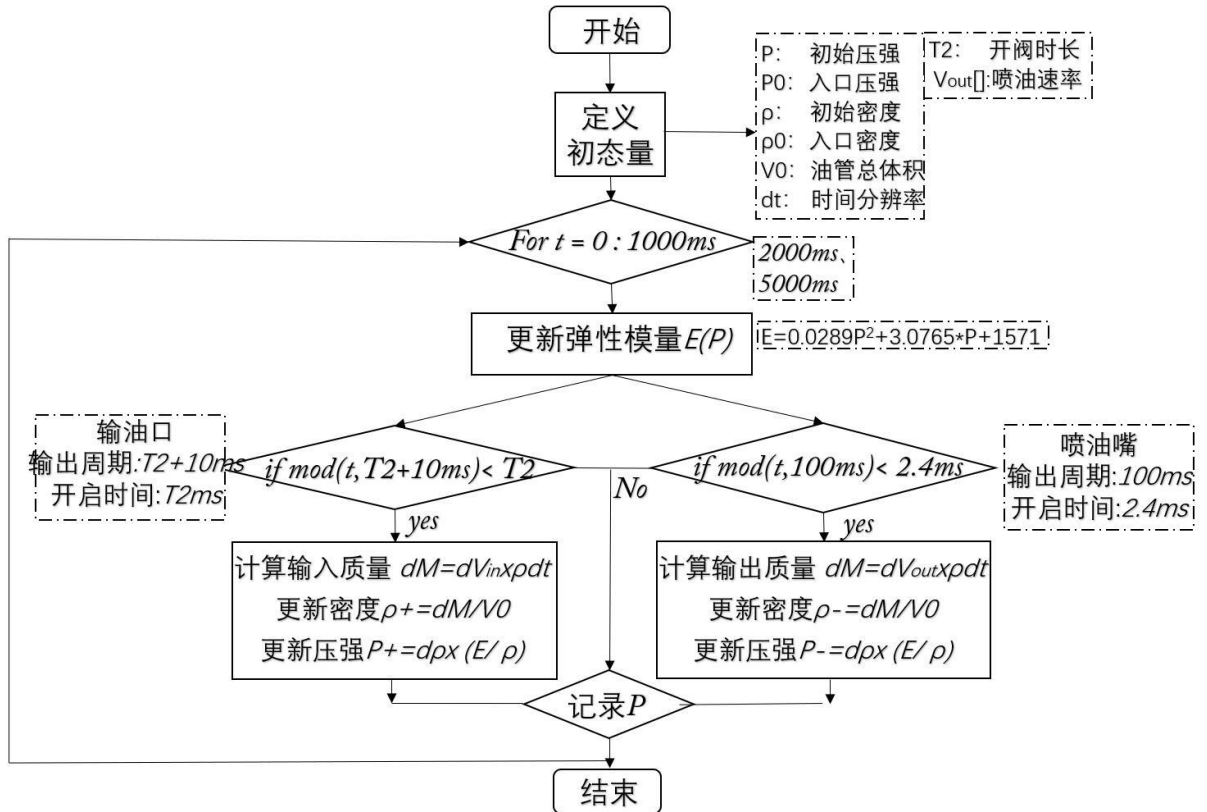 开始
P: 初始压强
P0: 入口压强
ρ: 初始密度
ρ0: 入口密度
V0: 油管总体积
dt: 时间分辨率
T2: 开阀时长
Vout[]:喷油速率
定义
初态量
For t = 0 : 1000ms
2000ms、
5000ms
更新弹性模量E(P)
E=0.0289P²+3.0765*P+1571
输油口
输出周期:T2+10ms
开启时间:T2ms
if mod(t,T2+10ms)< T2
No
if mod(t,100ms)< 2.4ms
喷油嘴
输出周期:100ms
开启时间:2.4ms
yes
yes
计算输入质量 dM=dVinxρdt
更新密度ρ+=dM/V0
更新压强P+=dρx (E/ ρ)
计算输出质量 dM=dVoutxρdt
更新密度ρ-=dM/V0
更新压强P-=dρx (E/ ρ)
记录P
结束